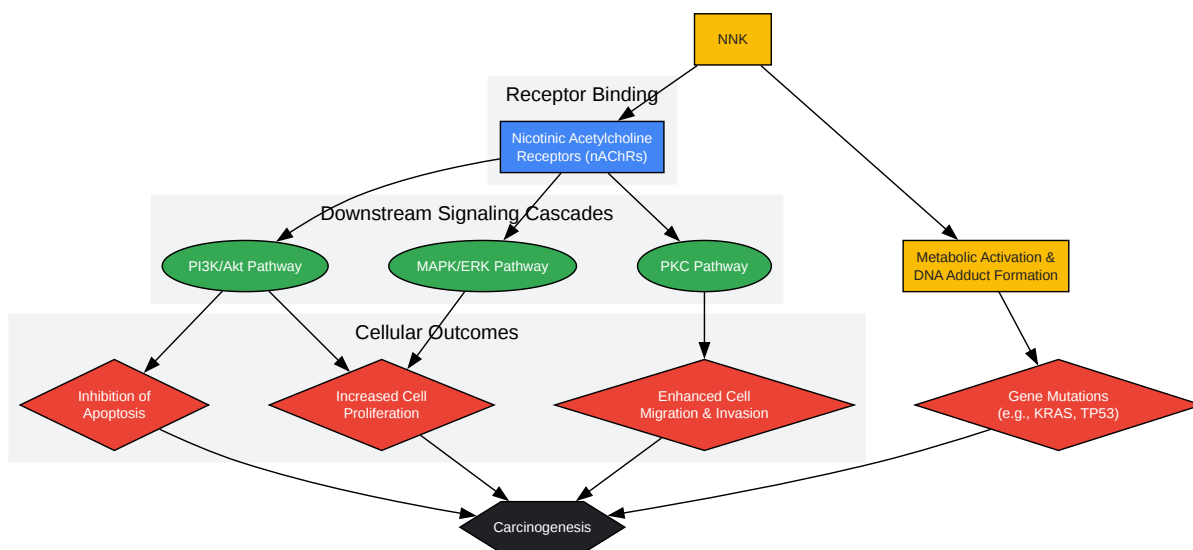 NNK
Receptor Binding
Nicotinic Acetylcholine
Receptors (nAChRs)
Downstream Signaling Cascades
PI3K/Akt Pathway
MAPK/ERK Pathway
PKC Pathway
Metabolic Activation &
DNA Adduct Formation
Cellular Outcomes
Inhibition of
Apoptosis
Increased Cell
Proliferation
Enhanced Cell
Migration & Invasion
Gene Mutations
(e.g., KRAS, TP53)
Carcinogenesis